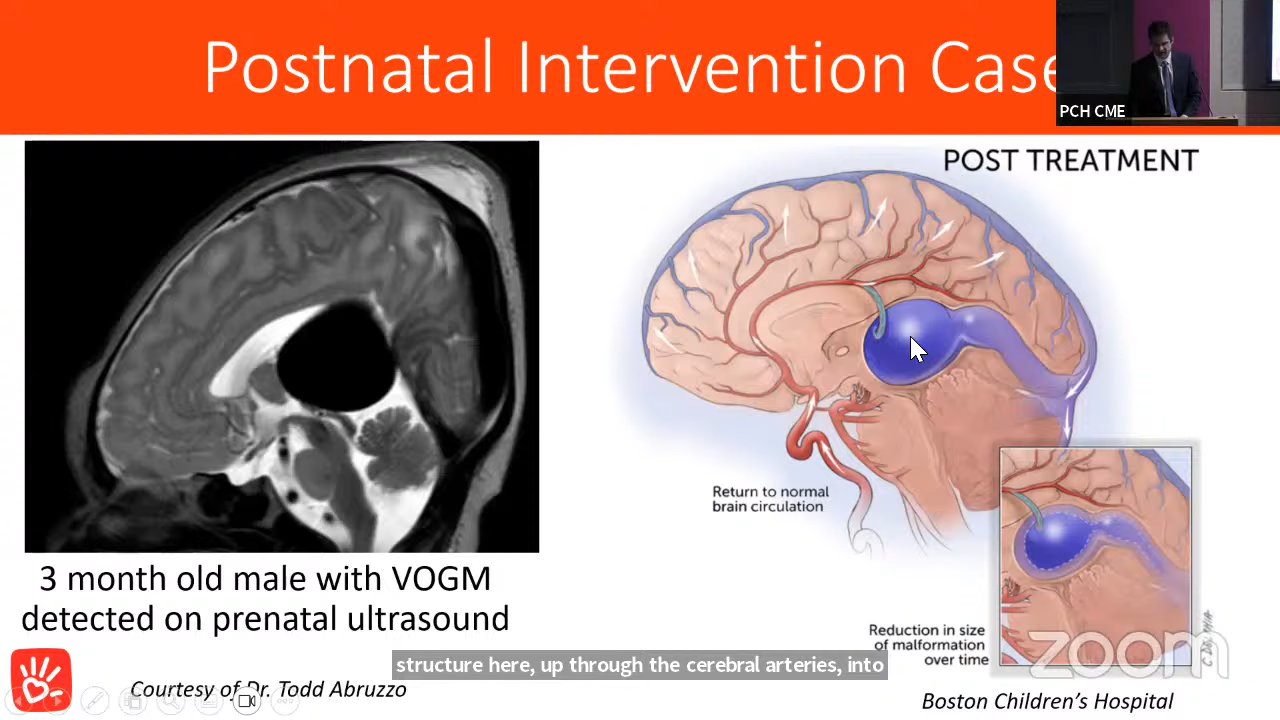 Postnatal Intervention Case
PCH CME
POST TREATMENT
Return to normal
brain circulation
3 month old male with VOGM
detected on prenatal ultrasound
Reduction in size
of malformation
over time
zoom
structure here, up through the cerebral arteries, into
Courtesy of Dr. Todd Abruzzo
Boston Children's Hospital